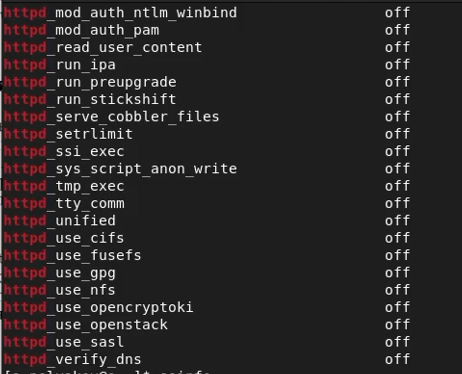 httpd_mod_auth_ntlm_winbind off
httpd_mod_auth_pam off
httpd_read_user_content off
httpd_run_ipa off
httpd_run_preupgrade off
httpd_run_stickshift off
httpd_serve_cobbler_files off
httpd_setrlimit off
httpd_ssi_exec off
httpd_sys_script_anon_write off
httpd_tmp_exec off
httpd_tty_comm off
httpd_unified off
httpd_use_cifs off
httpd_use_fusefs off
httpd_use_gpg off
httpd_use_nfs off
httpd_use_opencryptoki off
httpd_use_openstack off
httpd_use_sasl off
httpd_verify_dns off